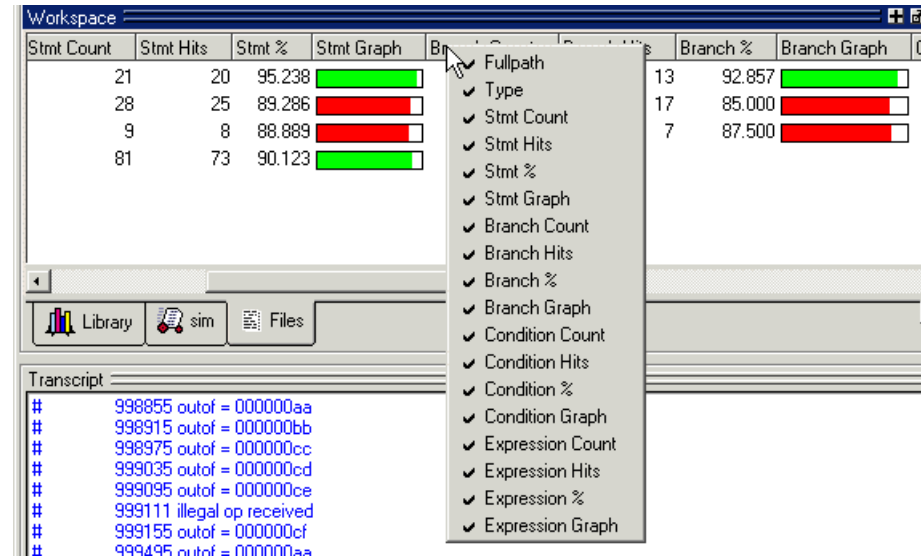 Workspace
Stmt Count Stmt Hits Stmt % Stmt Graph Branch % Branch Graph
21 20 95.238 13 92.857
28 25 89.286 17 85.000
9 8 88.889 7 87.500
81 73 90.123
Fullpath
Type
Stmt Count
Stmt Hits
Stmt %
Stmt Graph
Branch Count
Branch Hits
Branch %
Branch Graph
Condition Count
Condition Hits
Condition %
Condition Graph
Expression Count
Expression Hits
Expression %
Expression Graph
Library sim Files
Transcript
# 998855 outof = 000000aa
# 998915 outof = 000000bb
# 998975 outof = 000000cc
# 999035 outof = 000000cd
# 999095 outof = 000000ce
# 999111 illegal op received
# 999155 outof = 000000cf
# 999495 outof = 000000aa